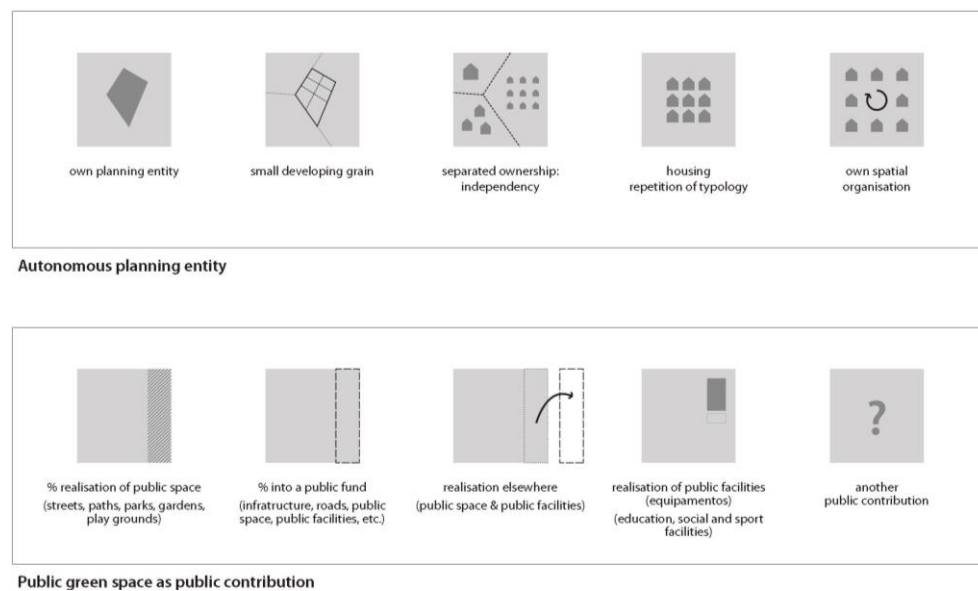 own planning entity
small developing grain
separated ownership:
independency
housing
repetition of typology
own spatial
organisation
Autonomous planning entity
% realisation of public space
(streets, paths, parks, gardens,
play grounds)
% into a public fund
(infratructure, roads, public
space, public facilities, etc.)
realisation elsewhere
(public space & public facilities)
realisation of public facilities
(equipamentos)
(education, social and sport
facilities)
?
another
public contribution
Public green space as public contribution